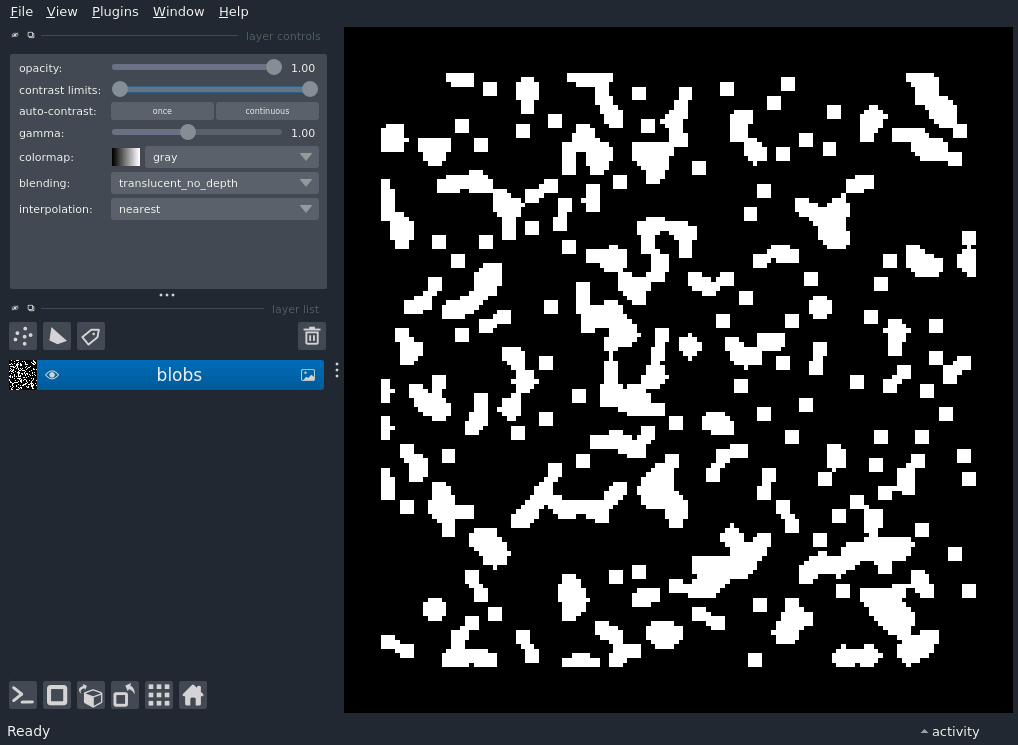 File View Plugins Window Help
layer controls
opacity: 1.00
contrast limits:
auto-contrast: once continuous
gamma: 1.00
colormap: gray
blending: translucent_no_depth
interpolation: nearest
layer list
blobs
Ready
activity